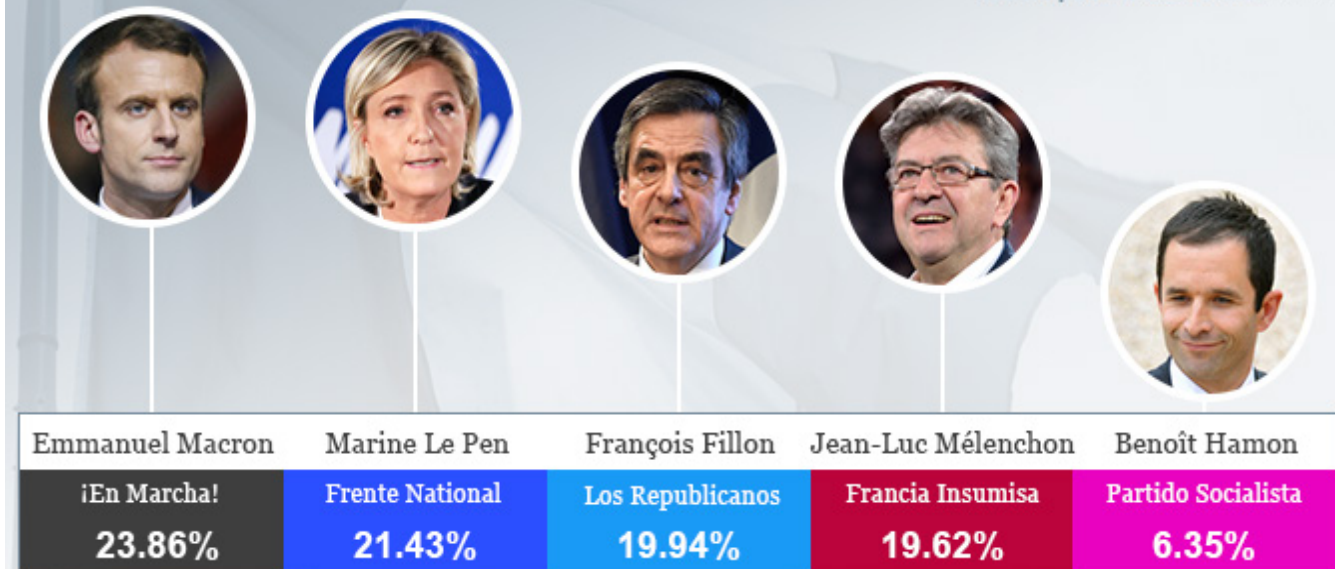 Emmanuel Macron
Marine Le Pen
François Fillon
Jean-Luc Mélenchon
Benoît Hamon
¡En Marcha!
Frente National
Los Republicanos
Francia Insumisa
Partido Socialista
23.86%
21.43%
19.94%
19.62%
6.35%